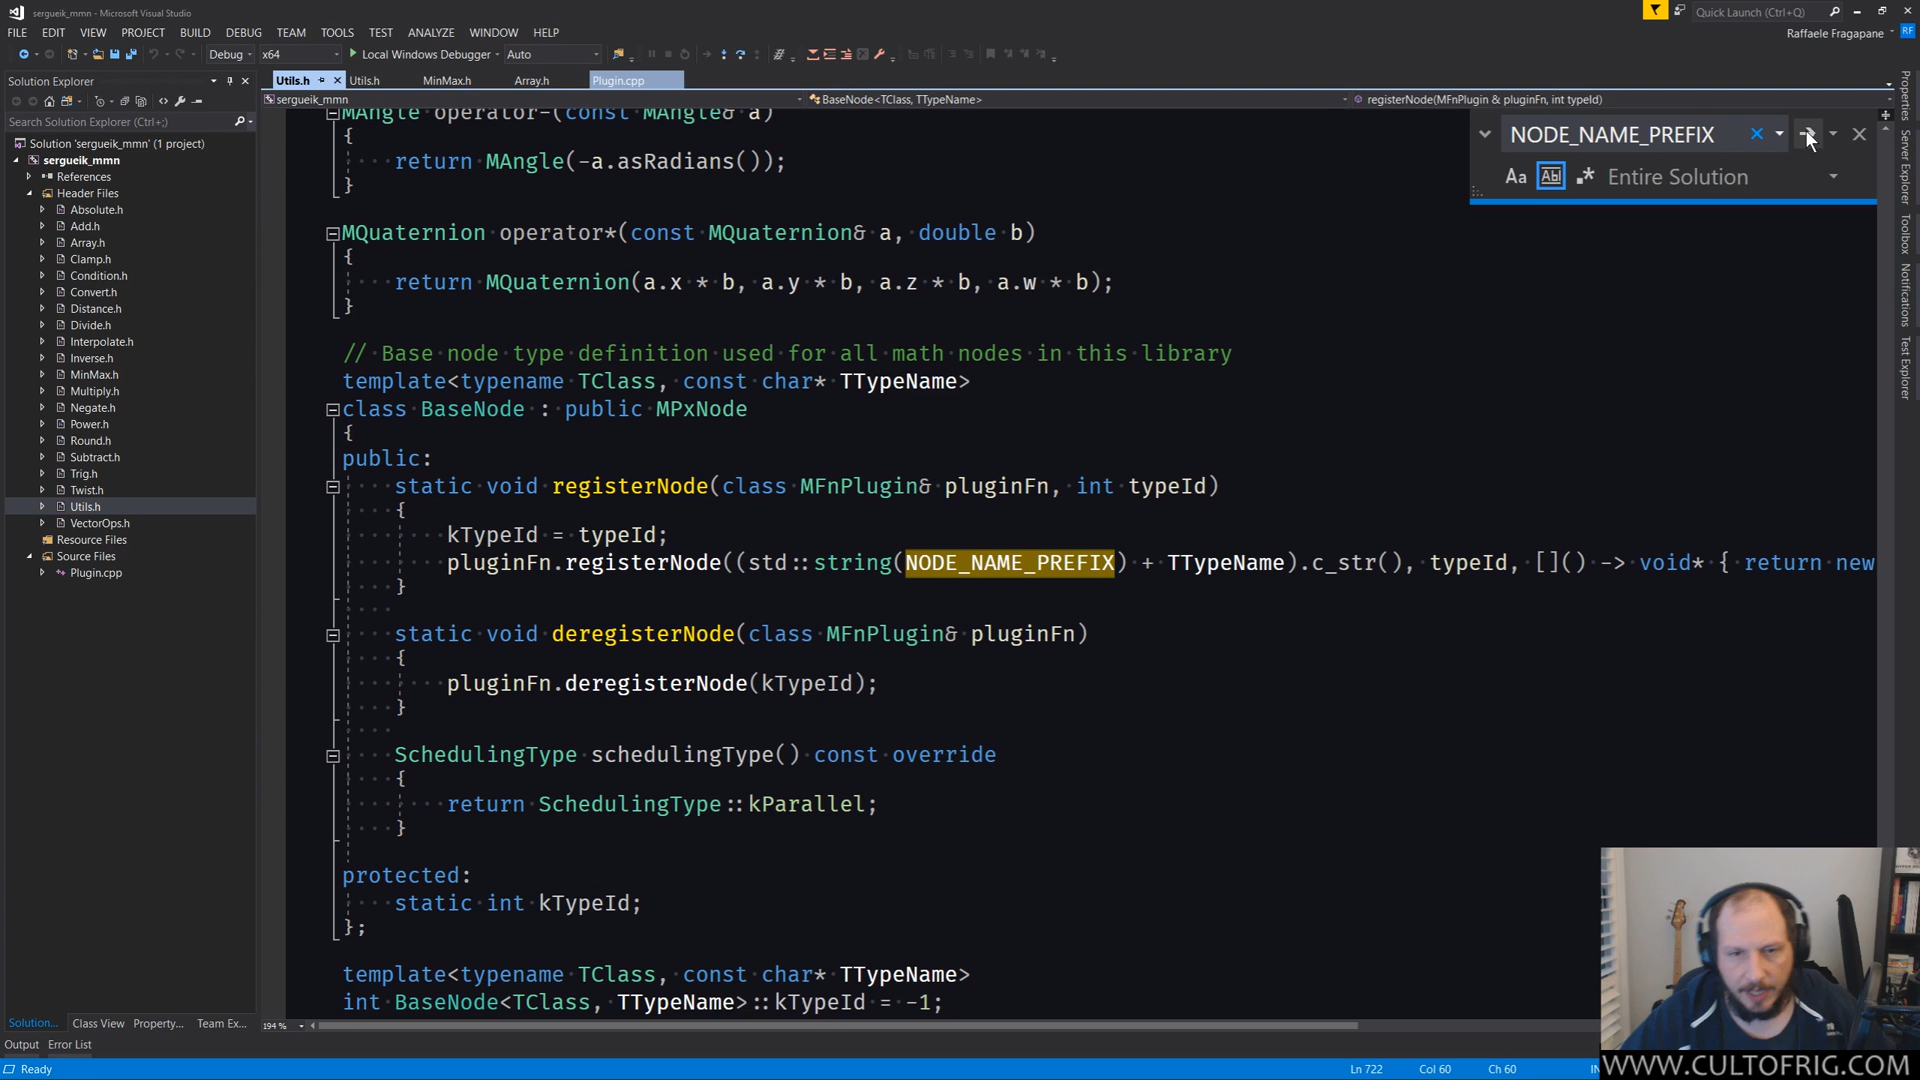 sergueik_mmn - Microsoft Visual Studio
Quick Launch (Ctrl+Q)
FILE EDIT VIEW PROJECT BUILD DEBUG TEAM TOOLS TEST ANALYZE WINDOW HELP
Raffaele Fragapane RF
Debug x64 Local Windows Debugger Auto
Solution Explorer
Utils.h Utils.h MinMax.h Array.h Plugin.cpp
sergueik_mmn BaseNode<TClass, TTypeName> registerNode(MFnPlugin & pluginFn, int typeId)
Search Solution Explorer (Ctrl+;)
Solution 'sergueik_mmn' (1 project)
sergueik_mmn
References
Header Files
Absolute.h
Add.h
Array.h
Clamp.h
Condition.h
Convert.h
Distance.h
Divide.h
Interpolate.h
Inverse.h
MinMax.h
Multiply.h
Negate.h
Power.h
Round.h
Subtract.h
Trig.h
Twist.h
Utils.h
VectorOps.h
Resource Files
Source Files
Plugin.cpp
Solution... Class View Property... Team Ex...
MAngle operator-(const MAngle& a)
{
return MAngle(-a.asRadians());
}
MQuaternion operator*(const MQuaternion& a, double b)
{
return MQuaternion(a.x * b, a.y * b, a.z * b, a.w * b);
}
// Base node type definition used for all math nodes in this library
template<typename TClass, const char* TTypeName>
class BaseNode : public MPxNode
{
public:
static void registerNode(class MFnPlugin& pluginFn, int typeId)
{
kTypeId = typeId;
pluginFn.registerNode((std::string(NODE_NAME_PREFIX) + TTypeName).c_str(), typeId, []() -> void* { return new
}
static void deregisterNode(class MFnPlugin& pluginFn)
{
pluginFn.deregisterNode(kTypeId);
}
SchedulingType schedulingType() const override
{
return SchedulingType::kParallel;
}
protected:
static int kTypeId;
};
template<typename TClass, const char* TTypeName>
int BaseNode<TClass, TTypeName>::kTypeId = -1;
NODE_NAME_PREFIX
Aa Abl .* Entire Solution
Properties
Server Explorer
Toolbox
Notifications
Test Explorer
194 %
Output Error List
Ready Ln 722 Col 60 Ch 60 IN
WWW.CULTOFRIG.COM